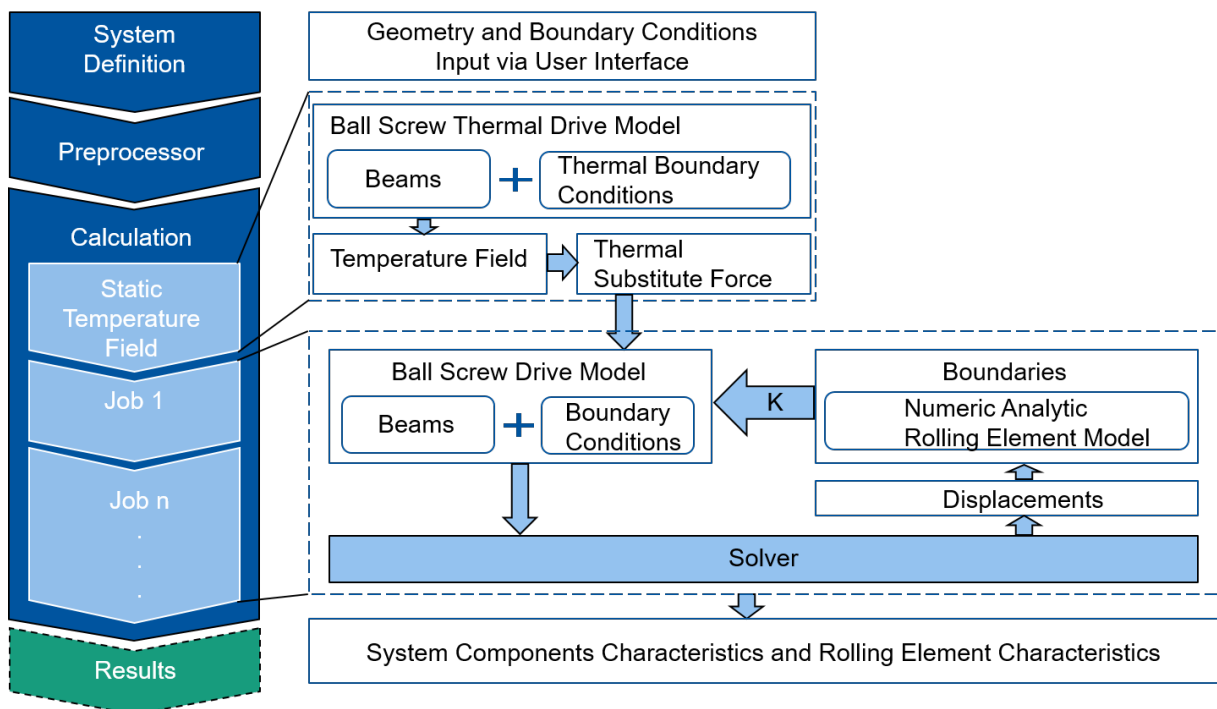 System
Definition
Preprocessor
Calculation
Static
Temperature
Field
Job 1
Job n
.
.
.
Results
Geometry and Boundary Conditions
Input via User Interface
Ball Screw Thermal Drive Model
Beams
+
Thermal Boundary
Conditions
Temperature Field
Thermal
Substitute Force
Ball Screw Drive Model
Beams
+
Boundary
Conditions
K
Boundaries
Numeric Analytic
Rolling Element Model
Displacements
Solver
System Components Characteristics and Rolling Element Characteristics